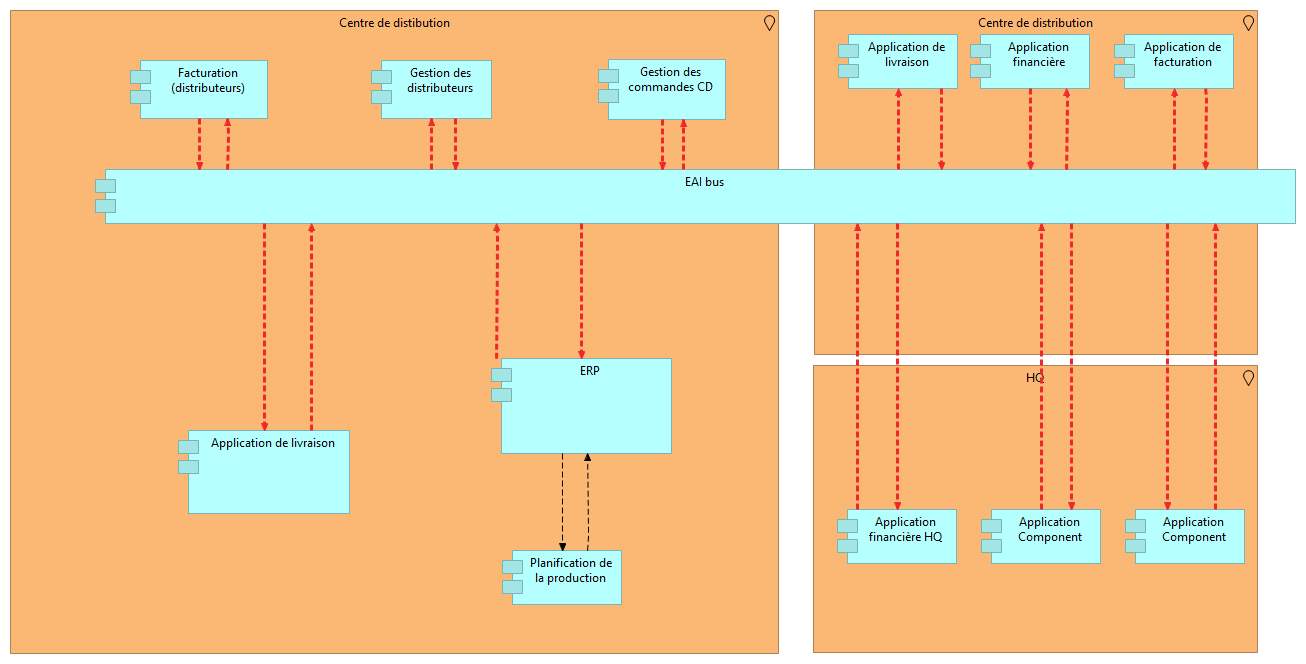 Centre de distibution
Facturation
(distributeurs)
Gestion des
distributeurs
Gestion des
commandes CD
Centre de distribution
Application de
livraison
Application
financière
Application de
facturation
EAI bus
ERP
Application de livraison
Planification de
la production
HQ
Application
financière HQ
Application
Component
Application
Component